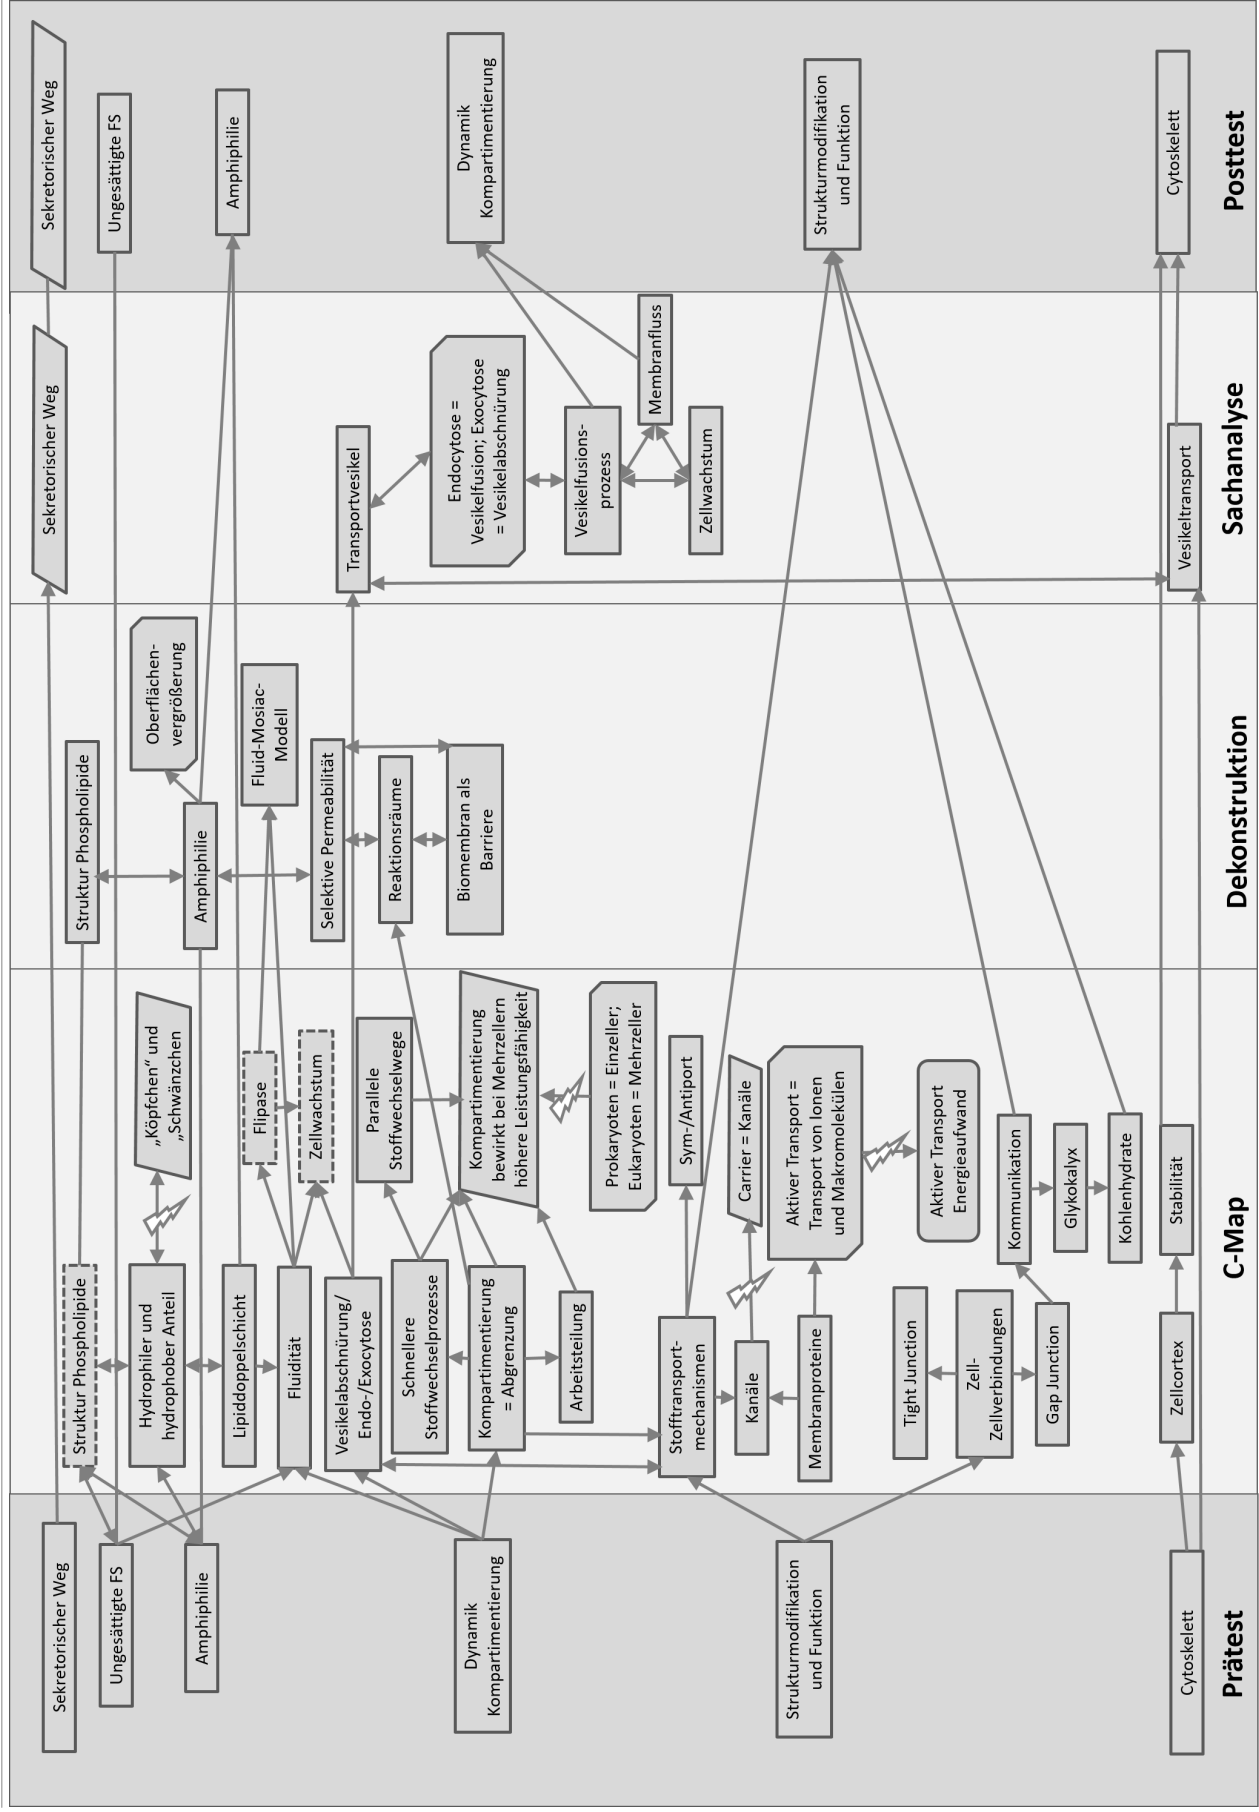 Sekretorischer Weg
Ungesättigte FS
Amphiphilie
Dynamik
Kompartimentierung
Strukturmodifikation
und Funktion
Cytoskelett
Prätest
Struktur Phospholipide
Hydrophiler und
hydrophober Anteil
„Köpfchen“ und
„Schwänzchen
Lipiddoppelschicht
Flipase
Fluidität
Zellwachstum
Vesikelabschnürung/
Endo-/Exocytose
Parallele
Stoffwechselwege
Schnellere
Stoffwechselprozesse
Kompartimentierung
= Abgrenzung
Kompartimentierung
bewirkt bei Mehrzellern
höhere Leistungsfähigkeit
Arbeitsteilung
Prokaryoten = Einzeller;
Eukaryoten = Mehrzeller
Stofftransport-
mechanismen
Sym-/Antiport
Kanäle
Carrier = Kanäle
Membranproteine
Aktiver Transport =
Transport von Ionen
und Makromolekülen
Aktiver Transport
Energieaufwand
Tight Junction
Zell-
Zellverbindungen
Gap Junction
Kommunikation
Glykokalyx
Kohlenhydrate
Zellcortex
Stabilität
C-Map
Struktur Phospholipide
Oberflächen-
vergrößerung
Amphiphilie
Fluid-Mosiac-
Modell
Selektive Permeabilität
Reaktionsräume
Biomembran als
Barriere
Dekonstruktion
Sekretorischer Weg
Transportvesikel
Endocytose =
Vesikelfusion; Exocytose
= Vesikelabschnürung
Vesikelfusions-
prozess
Membranfluss
Zellwachstum
Vesikeltransport
Sachanalyse
Sekretorischer Weg
Ungesättigte FS
Amphiphilie
Dynamik
Kompartimentierung
Strukturmodifikation
und Funktion
Cytoskelett
Posttest